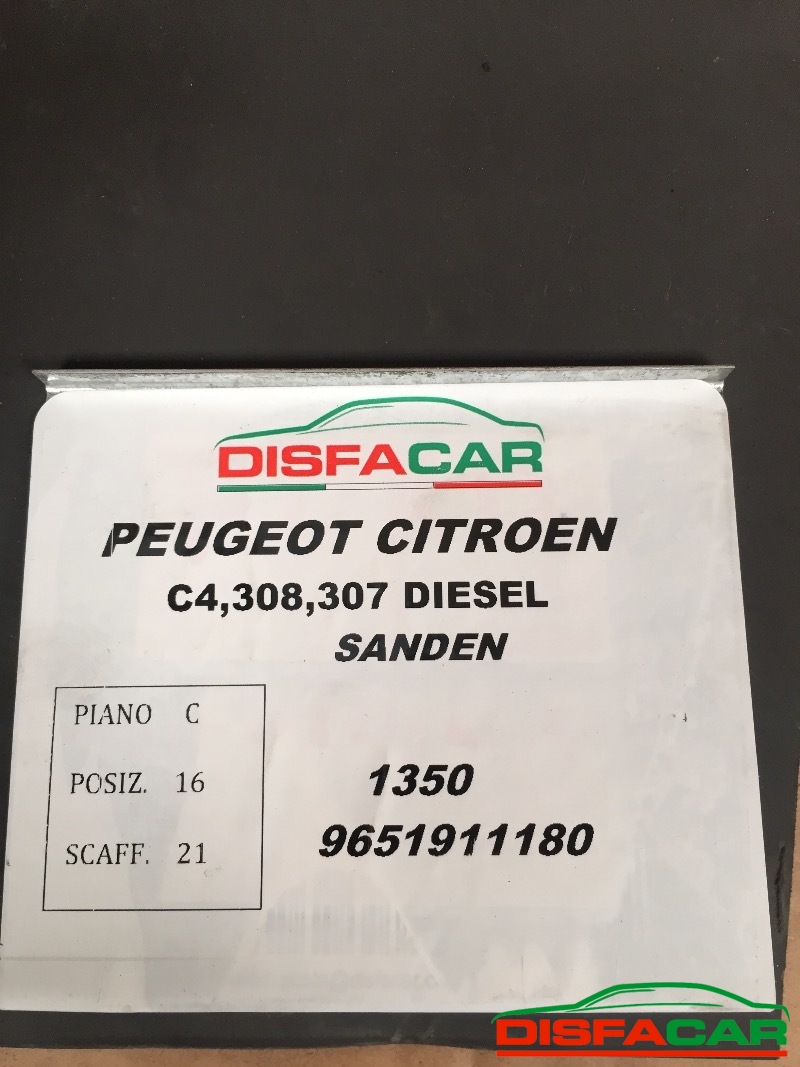 DISFACAR
PEUGEOT CITROEN
C4,308,307 DIESEL
SANDEN
PIANO C
POSIZ. 16
SCAFF. 21
1350
9651911180
DISFACAR